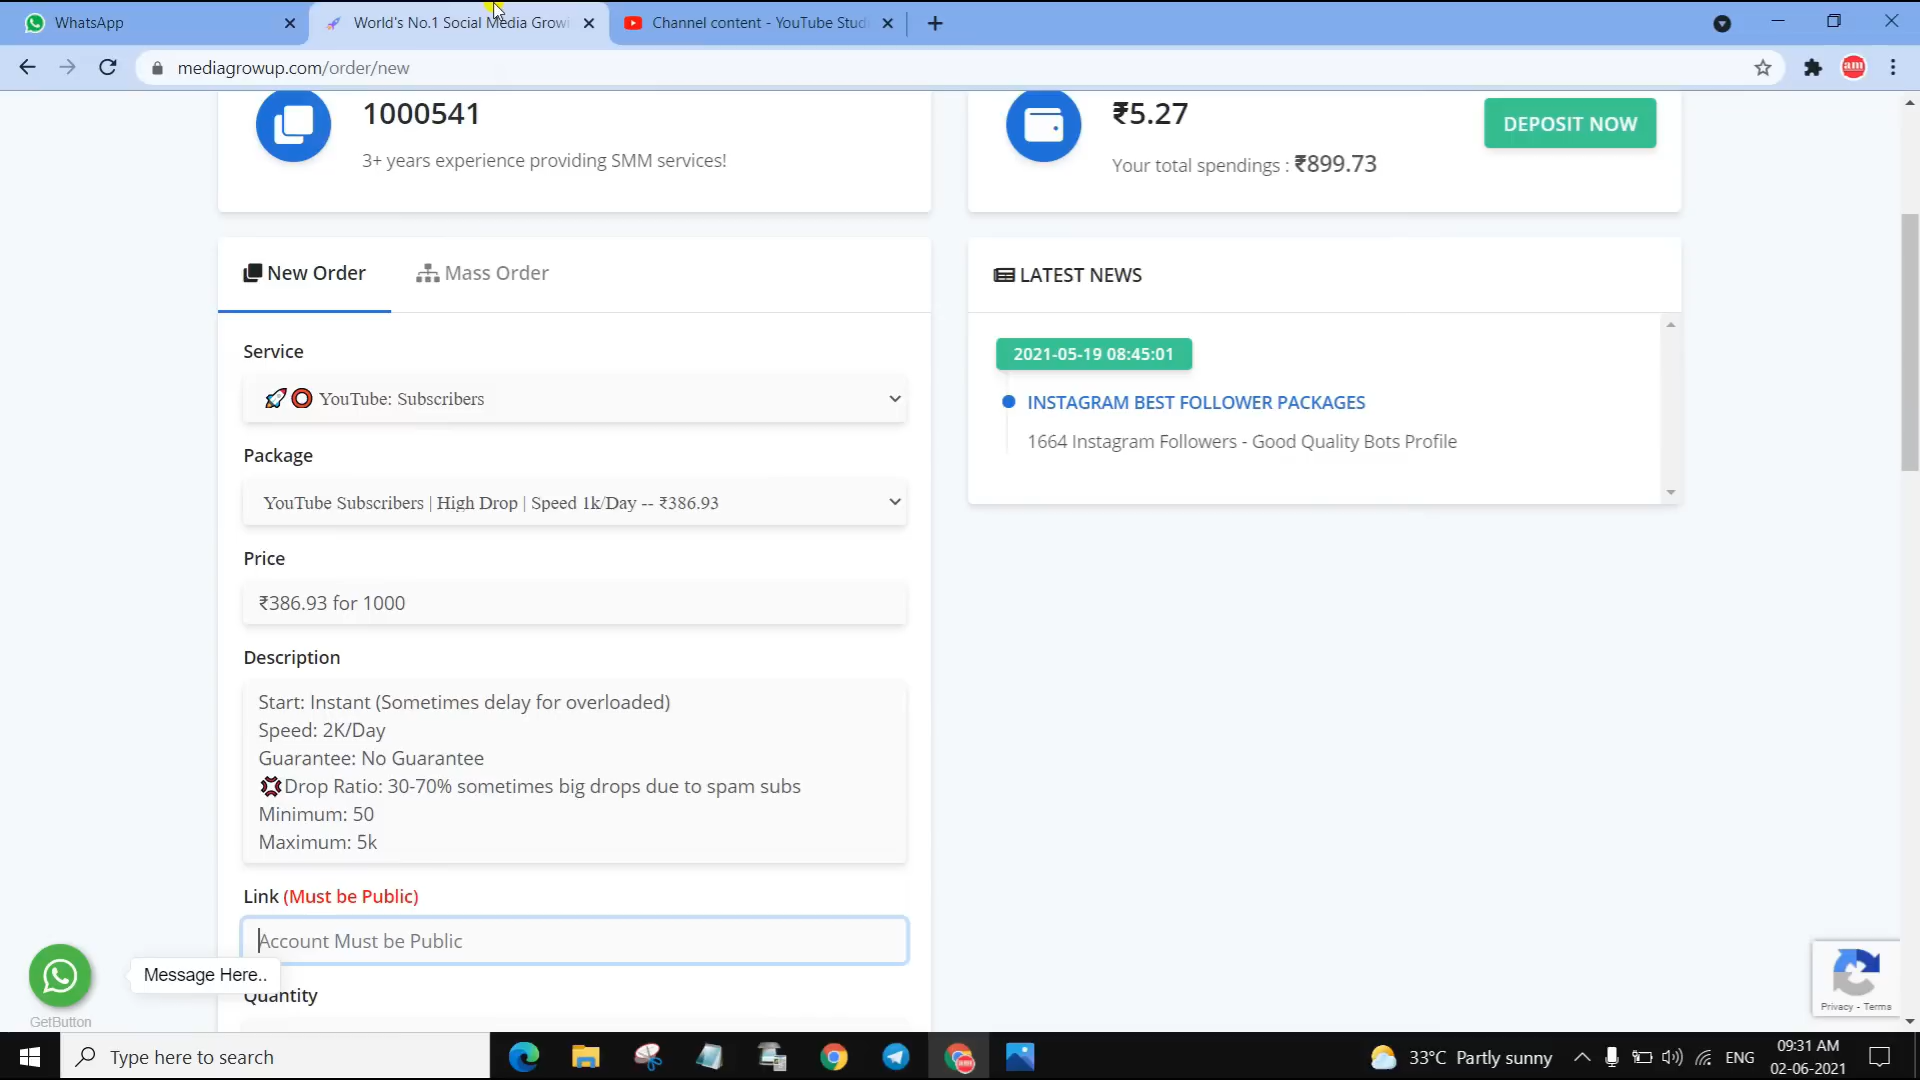 WhatsApp
World's No.1 Social Media Growi
Channel content - YouTube Stud
mediagrowup.com/order/new
am
1000541
3+ years experience providing SMM services!
₹5.27
Your total spendings : ₹899.73
DEPOSIT NOW
New Order
Mass Order
LATEST NEWS
Service
YouTube: Subscribers
2021-05-19 08:45:01
INSTAGRAM BEST FOLLOWER PACKAGES
1664 Instagram Followers - Good Quality Bots Profile
Package
YouTube Subscribers | High Drop | Speed 1k/Day -- ₹386.93
Price
₹386.93 for 1000
Description
Start: Instant (Sometimes delay for overloaded)
Speed: 2K/Day
Guarantee: No Guarantee
💢Drop Ratio: 30-70% sometimes big drops due to spam subs
Minimum: 50
Maximum: 5k
Link (Must be Public)
Account Must be Public
Message Here..
Quantity
GetButton
Privacy - Terms
Type here to search
33°C Partly sunny
ENG
09:31 AM
02-06-2021